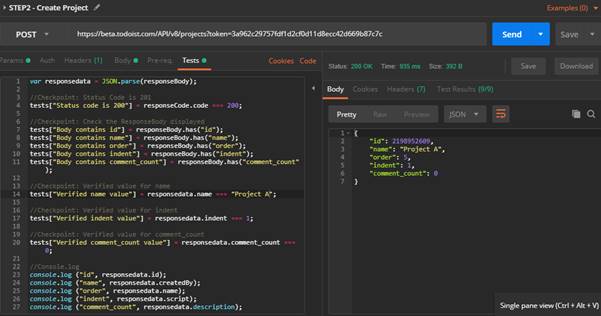 STEP2 - Create Project
Examples (0)
POST
https://beta.todoist.com/API/v8/projects?token=3a962c29757fdf1d2cf0d11d8ecc42d669b87c7c
Send
Save
Params
Auth
Headers (1)
Body
Pre-req.
Tests
Cookies
Code
Status: 200 OK
Time: 935 ms
Size: 392 B
Save
Download
1 var responsedata = JSON.parse(responseBody);
2
3 //Checkpoint: Status Code is 201
4 tests["Status code is 200"] = responseCode.code === 200;
5
6 //Checkpoint: Check the ResponseBody displayed
7 tests["Body contains id"] = responseBody.has("id");
8 tests["Body contains name"] = responseBody.has("name");
9 tests["Body contains order"] = responseBody.has("order");
10 tests["Body contains indent"] = responseBody.has("indent");
11 tests["Body contains comment_count"] = responseBody.has("comment_count"
);
12
13 //Checkpoint: Verified value for name
14 tests["Verified name value"] = responsedata.name === "Project A";
15
16 //Checkpoint: Verified value for indent
17 tests["Verified indent value"] = responsedata.indent === 1;
18
19 //Checkpoint: Verified value for comment_count
20 tests["Verified comment_count value"] = responsedata.comment_count ===
0;
21
22 //Console.log
23 console.log ("id", responsedata.id);
24 console.log ("name", responsedata.createdBy);
25 console.log ("order", responsedata.name);
26 console.log ("indent", responsedata.script);
27 console.log ("comment_count", responsedata.description);
Body
Cookies
Headers (7)
Test Results (9/9)
Pretty
Raw
Preview
JSON
1 {
2 "id": 2198952609,
3 "name": "Project A",
4 "order": 5,
5 "indent": 1,
6 "comment_count": 0
7 }
Single pane view (Ctrl + Alt + V)